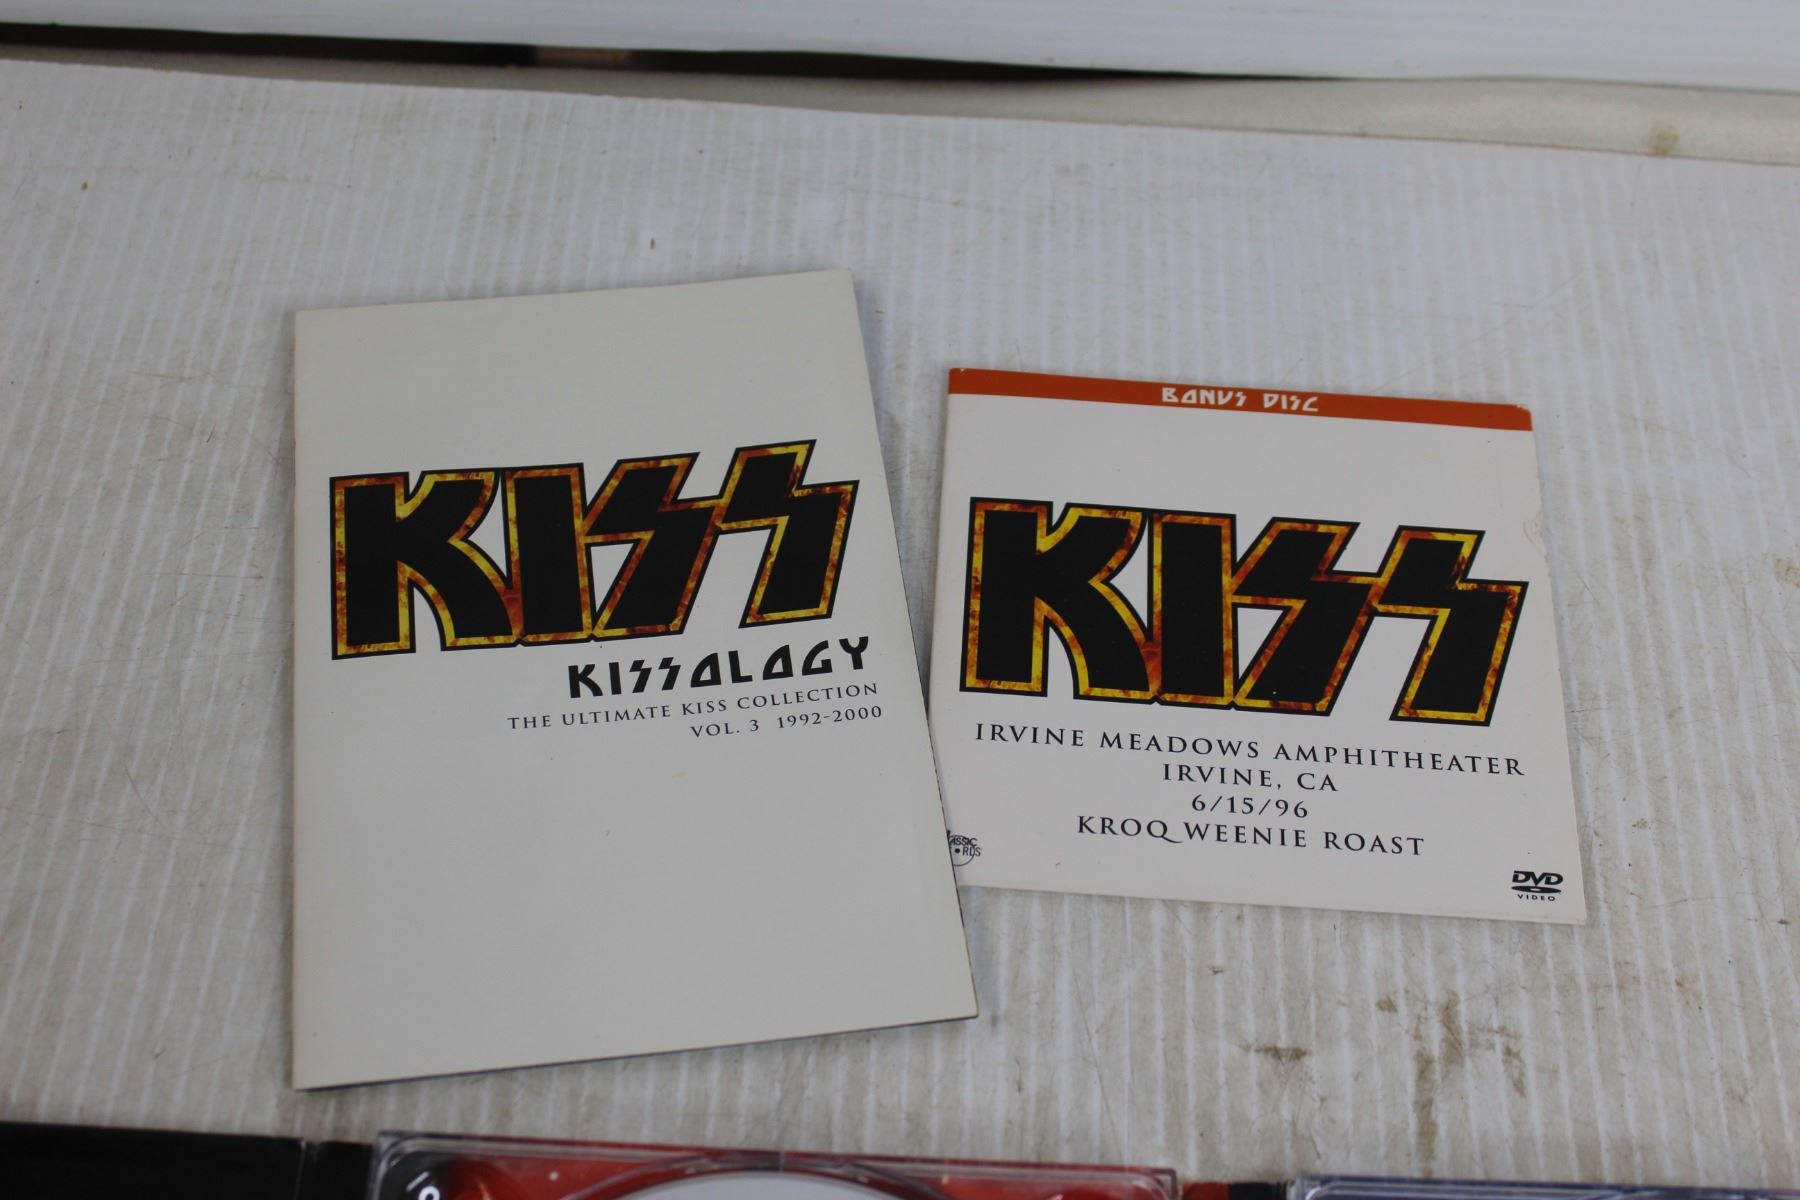 KISS
KISSOLOGY
THE ULTIMATE KISS COLLECTION
VOL. 3 1992-2000
BONUS DISC
KISS
IRVINE MEADOWS AMPHITHEATER
IRVINE, CA
6/15/96
KROQ WEENIE ROAST
DVD
VIDEO